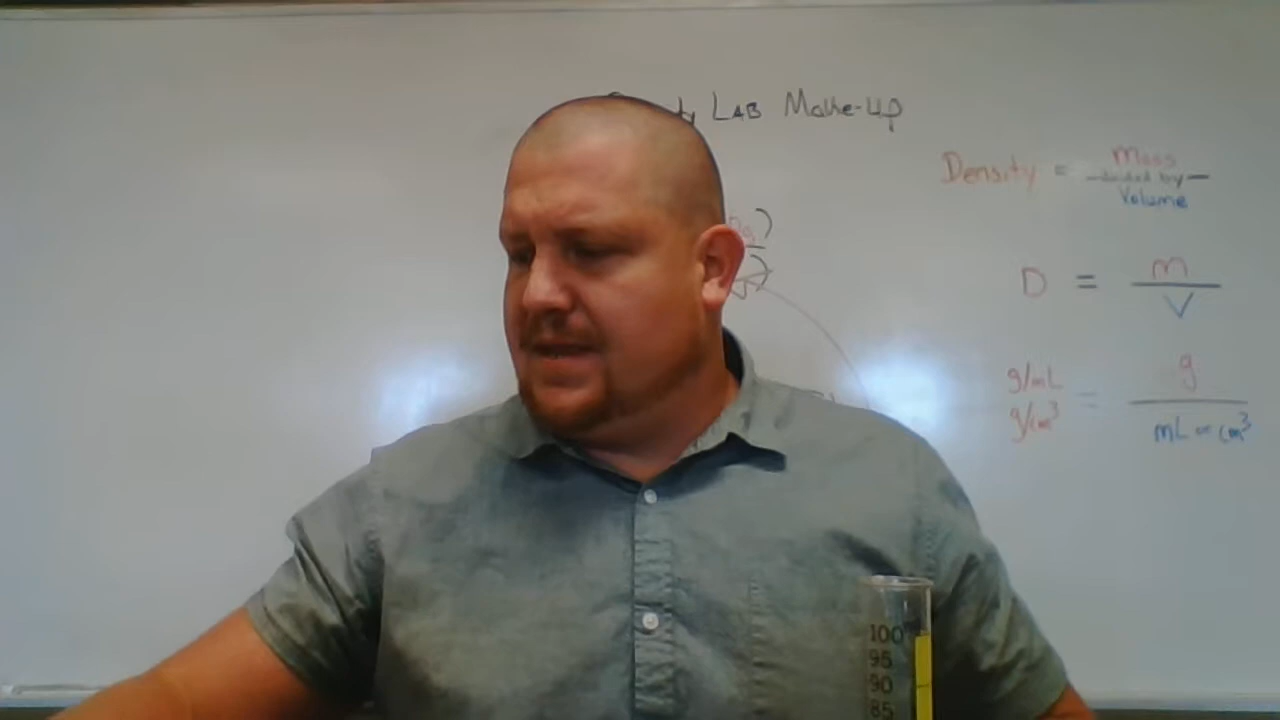 LAB Make-up
Density = Mass
divided by
Volume
D = m
V
g/mL = g
g/cm³ mL or cm³
100
95
90
85